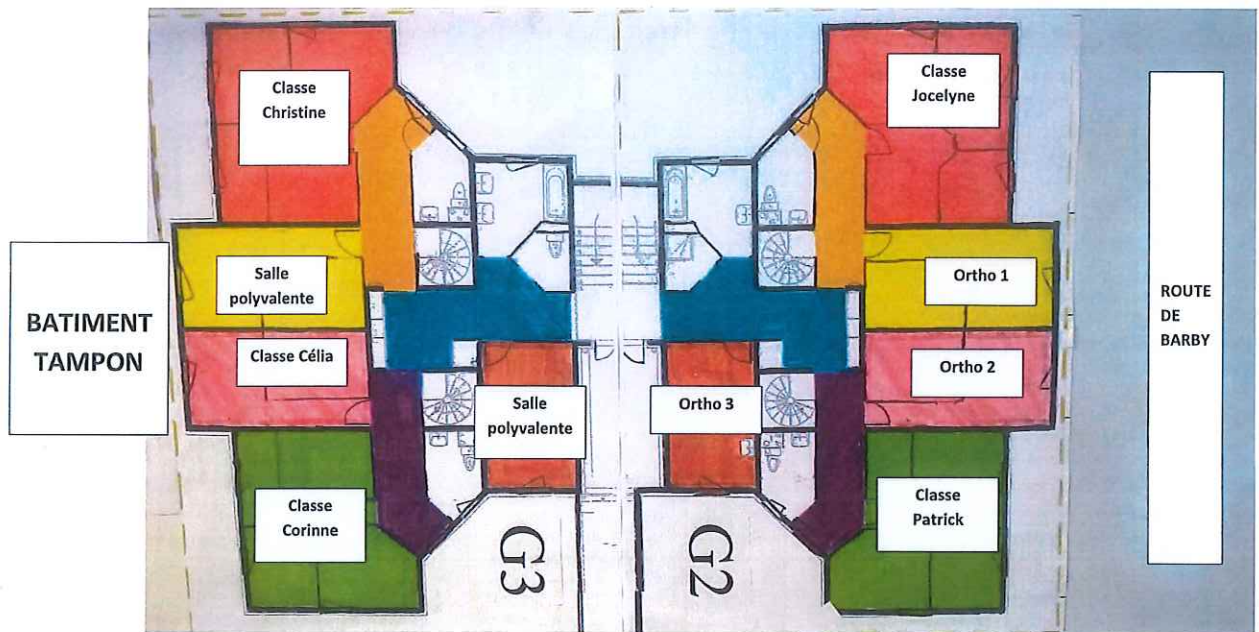 Classe
Christine
Classe
Jocelyne
BATIMENT
TAMPON
Salle
polyvalente
Ortho 1
ROUTE
DE
BARBY
Classe Célia
Ortho 2
Salle
polyvalente
Ortho 3
Classe
Corinne
Classe
Patrick
G3
G2